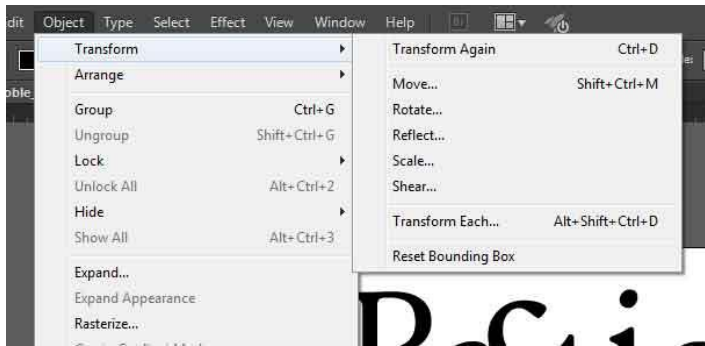 dit Object Type Select Effect View Window Help Br
Transform
Arrange
Group Ctrl+G
Ungroup Shift+Ctrl+G
Lock
Unlock All Alt+Ctrl+2
Hide
Show All Alt+Ctrl+3
Expand...
Expand Appearance
Rasterize...
Transform Again Ctrl+D
Move... Shift+Ctrl+M
Rotate...
Reflect...
Scale...
Shear...
Transform Each... Alt+Shift+Ctrl+D
Reset Bounding Box